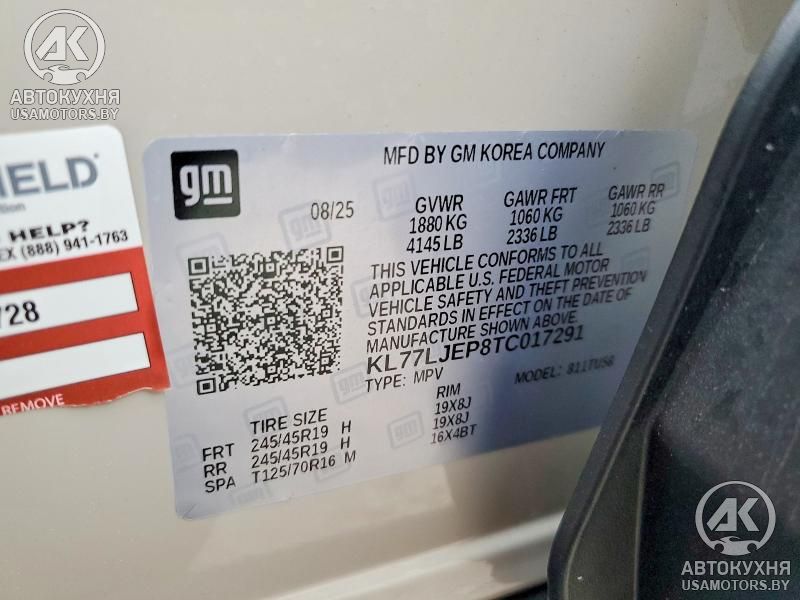 AK
АВТОКУХНЯ
USAMOTORS.BY
IELD
HELP?
EX (888) 941-1763
/28
REMOVE
gm
MFD BY GM KOREA COMPANY
08/25
GVWR
1880 KG
4145 LB
GAWR FRT
1060 KG
2336 LB
GAWR RR
1060 KG
2336 LB
THIS VEHICLE CONFORMS TO ALL
APPLICABLE U.S. FEDERAL MOTOR
VEHICLE SAFETY AND THEFT PREVENTION
STANDARDS IN EFFECT ON THE DATE OF
MANUFACTURE SHOWN ABOVE.
KL77LJEP8TC017291
TYPE: MPV
MODEL: 811TU58
TIRE SIZE
RIM
FRT 245/45R19 H 19X8J
RR 245/45R19 H 19X8J
SPA T125/70R16 M 16X4BT
AK
АВТОКУХНЯ
USAMOTORS.BY